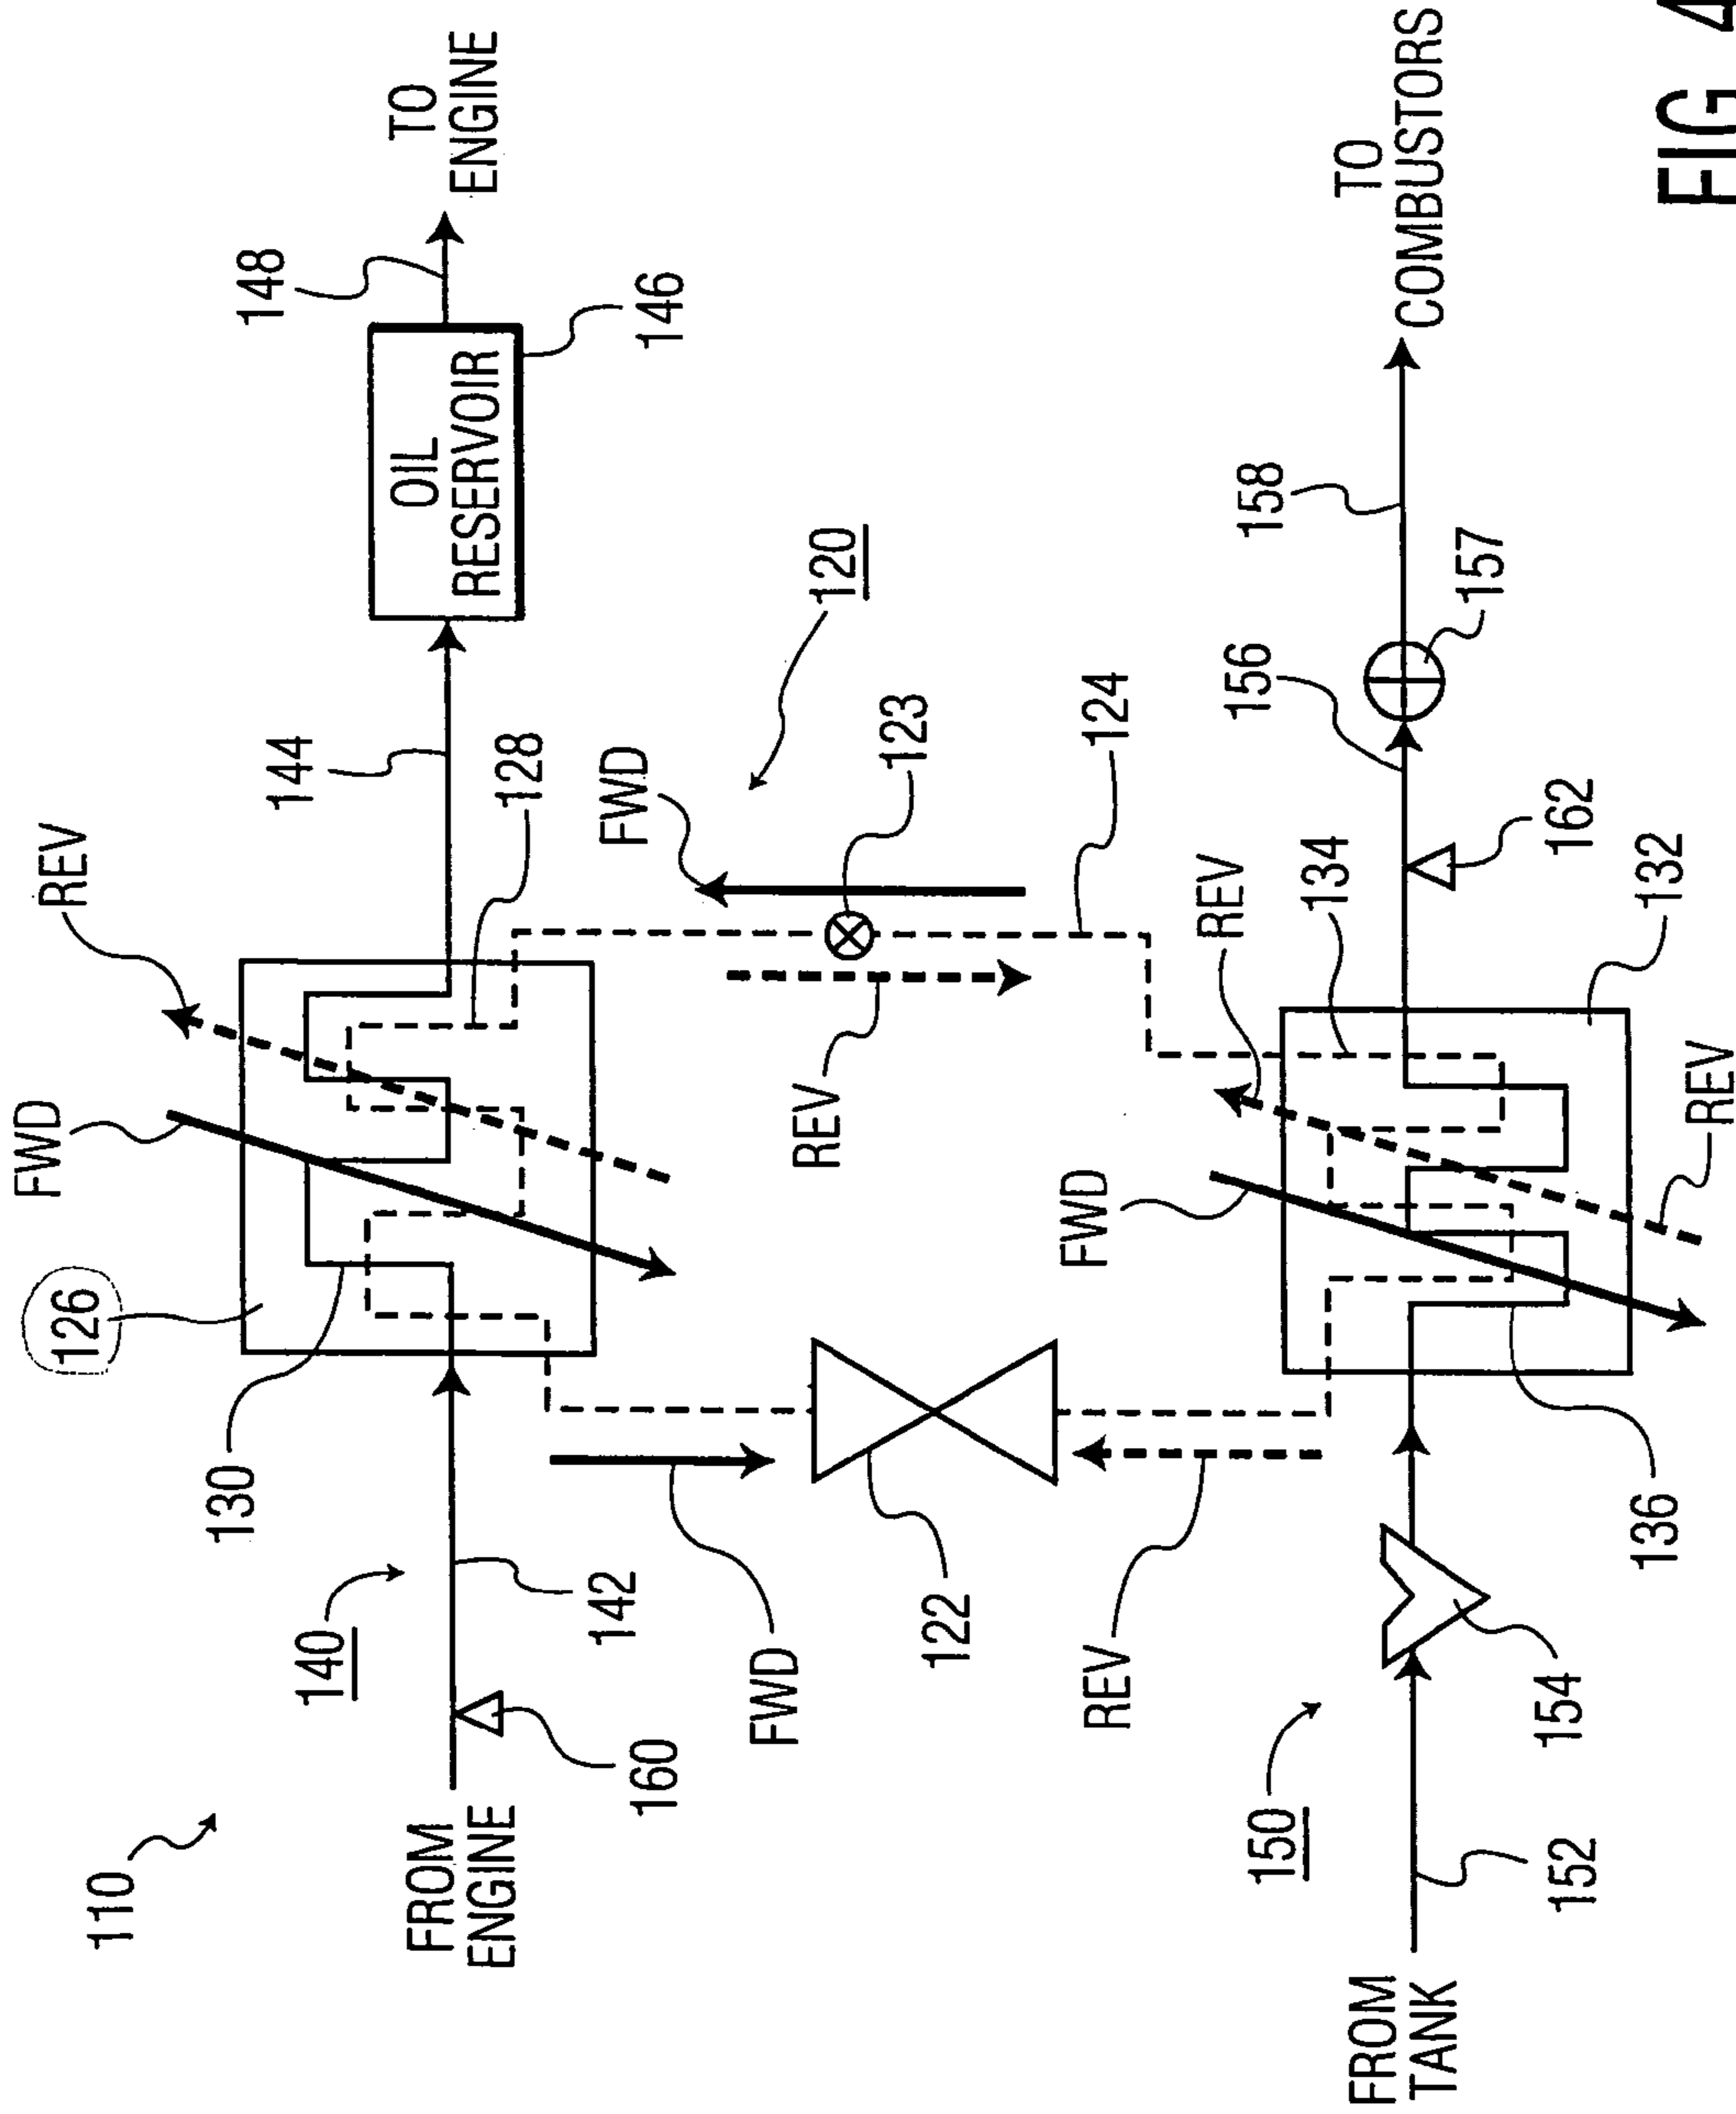 110
FROM
ENGINE
160
140
142
130
126
FWD
REV
144
128
OIL
RESERVOIR
148
146
TO
ENGINE
FWD
122
REV
REV
FWD
123
120
124
150
FROM
TANK
152
154
136
FWD
REV
REV
134
132
162
156
157
158
TO
COMBUSTORS
FIG 4